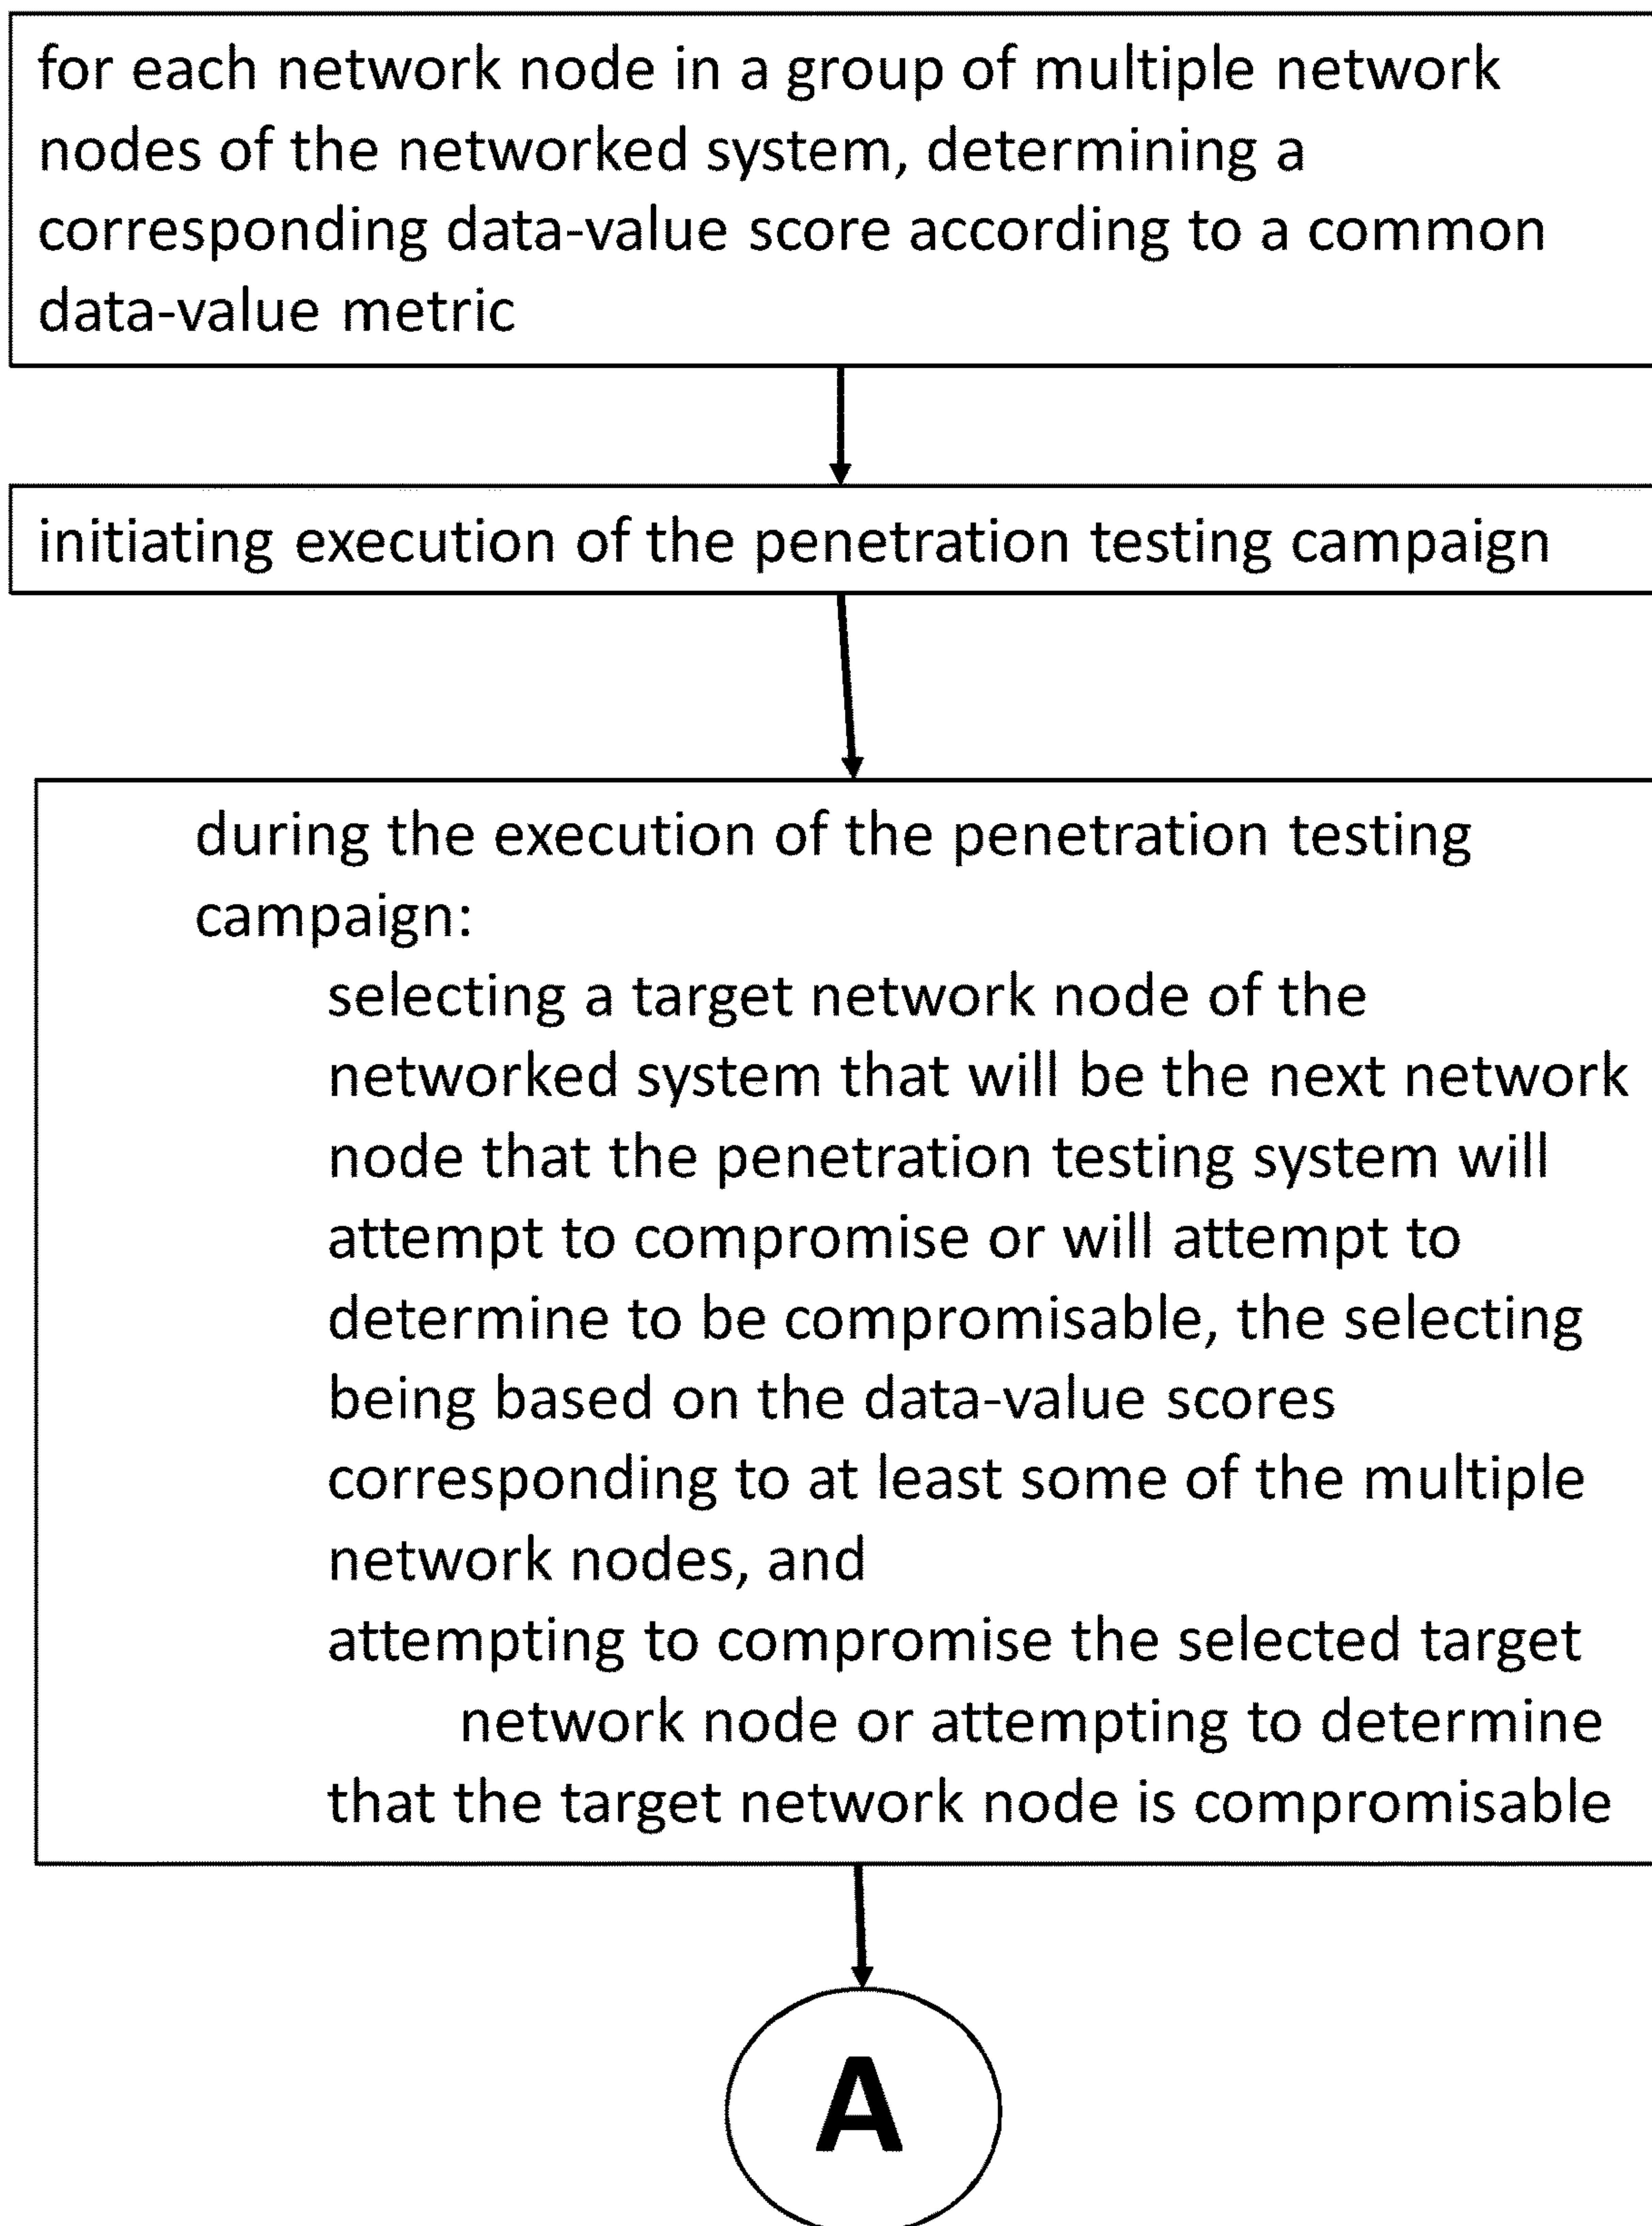 for each network node in a group of multiple network
nodes of the networked system, determining a
corresponding data-value score according to a common
data-value metric
initiating execution of the penetration testing campaign
during the execution of the penetration testing
campaign:
selecting a target network node of the
networked system that will be the next network
node that the penetration testing system will
attempt to compromise or will attempt to
determine to be compromisable, the selecting
being based on the data-value scores
corresponding to at least some of the multiple
network nodes, and
attempting to compromise the selected target
network node or attempting to determine
that the target network node is compromisable
A